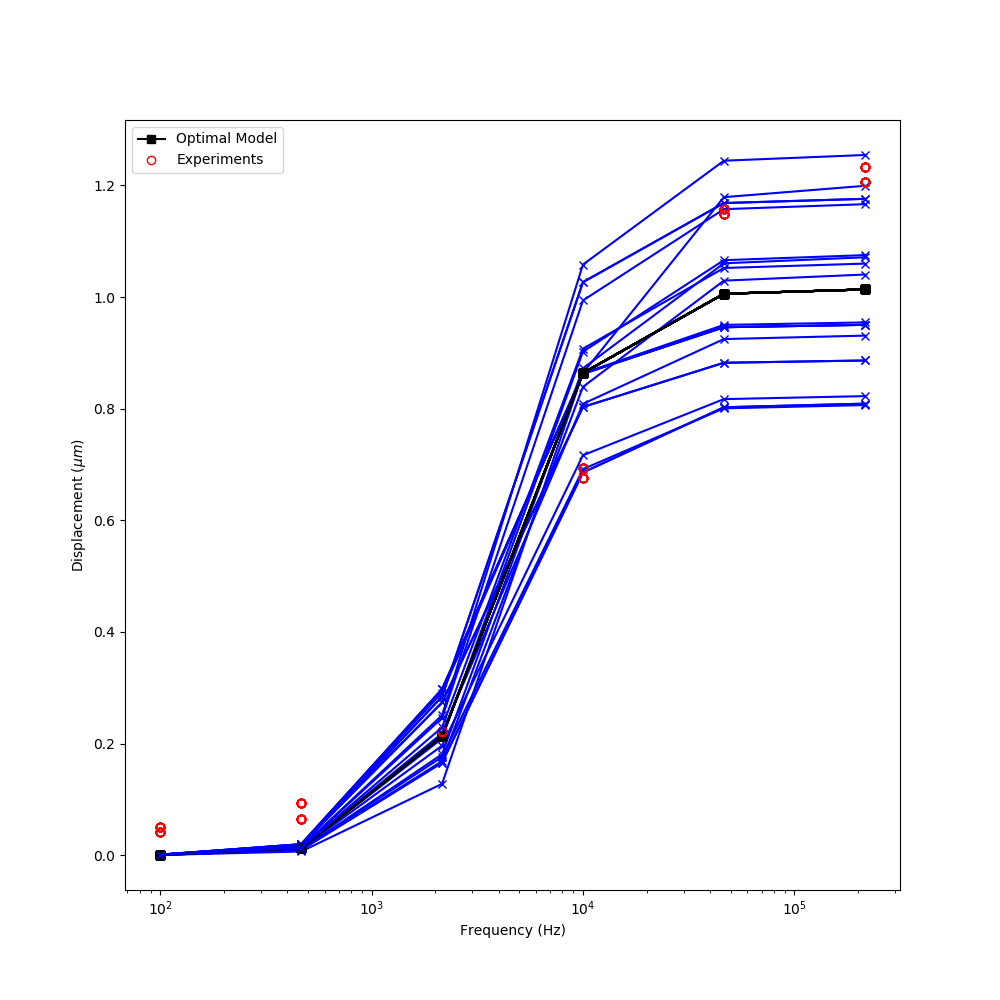 Optimal Model
Experiments
1.2
1.0
0.8
0.6
0.4
0.2
0.0
Displacement (μm)
10²
10³
10⁴
10⁵
Frequency (Hz)